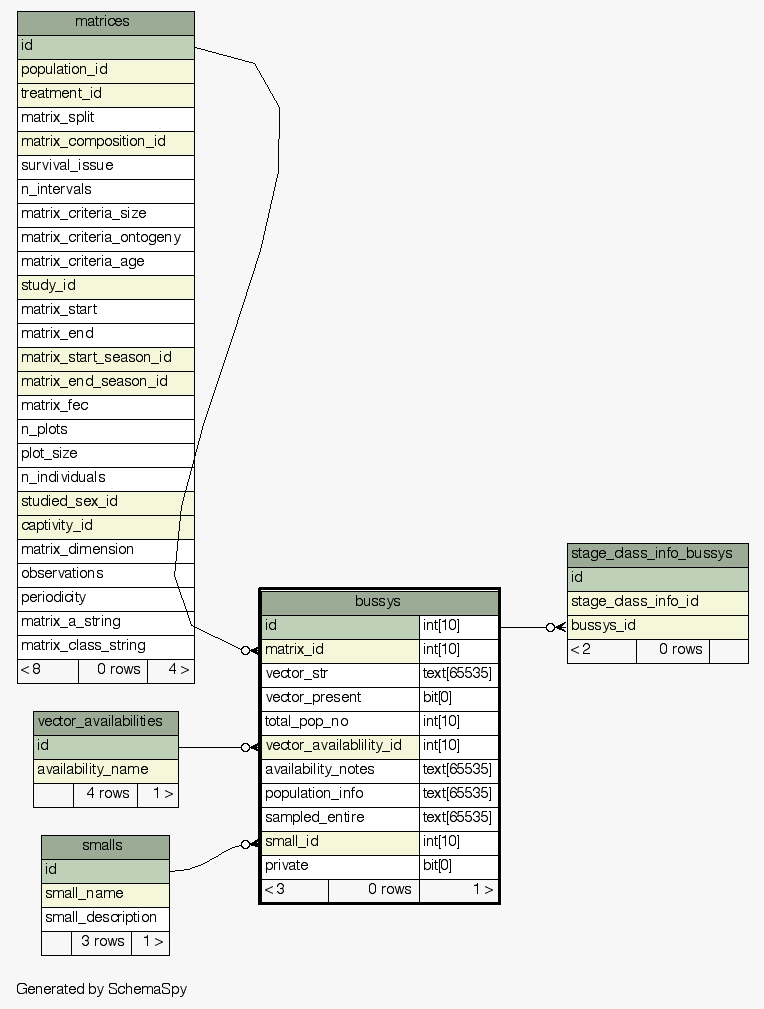 matrices
id
population_id
treatment_id
matrix_split
matrix_composition_id
survival_issue
n_intervals
matrix_criteria_size
matrix_criteria_ontogeny
matrix_criteria_age
study_id
matrix_start
matrix_end
matrix_start_season_id
matrix_end_season_id
matrix_fec
n_plots
plot_size
n_individuals
studied_sex_id
captivity_id
matrix_dimension
observations
periodicity
matrix_a_string
matrix_class_string
< 8 0 rows 4 >
vector_availabilities
id
availability_name
4 rows 1 >
smalls
id
small_name
small_description
3 rows 1 >
bussys
id int[10]
matrix_id int[10]
vector_str text[65535]
vector_present bit[0]
total_pop_no int[10]
vector_availablility_id int[10]
availability_notes text[65535]
population_info text[65535]
sampled_entire text[65535]
small_id int[10]
private bit[0]
< 3 0 rows 1 >
stage_class_info_bussys
id
stage_class_info_id
bussys_id
< 2 0 rows
Generated by SchemaSpy